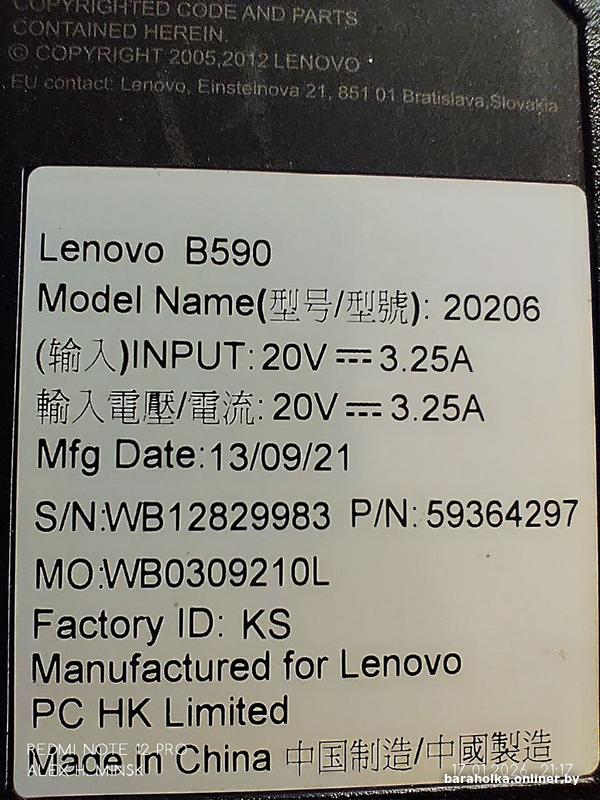 COPYRIGHTED CODE AND PARTS
CONTAINED HEREIN.
© COPYRIGHT 2005,2012 LENOVO
EU contact: Lenovo, Einsteinova 21, 851 01 Bratislava,Slovakia
Lenovo B590
Model Name(型号/型號): 20206
(输入)INPUT: 20V ⎓ 3.25A
輸入電壓/電流: 20V ⎓ 3.25A
Mfg Date:13/09/21
S/N:WB12829983 P/N: 59364297
MO:WB0309210L
Factory ID: KS
Manufactured for Lenovo
PC HK Limited
Made in China 中国制造/中國製造
REDMI NOTE 12 PRO
ALEX H. MINSK
17.01.2026 21:17
baraholka.onliner.by